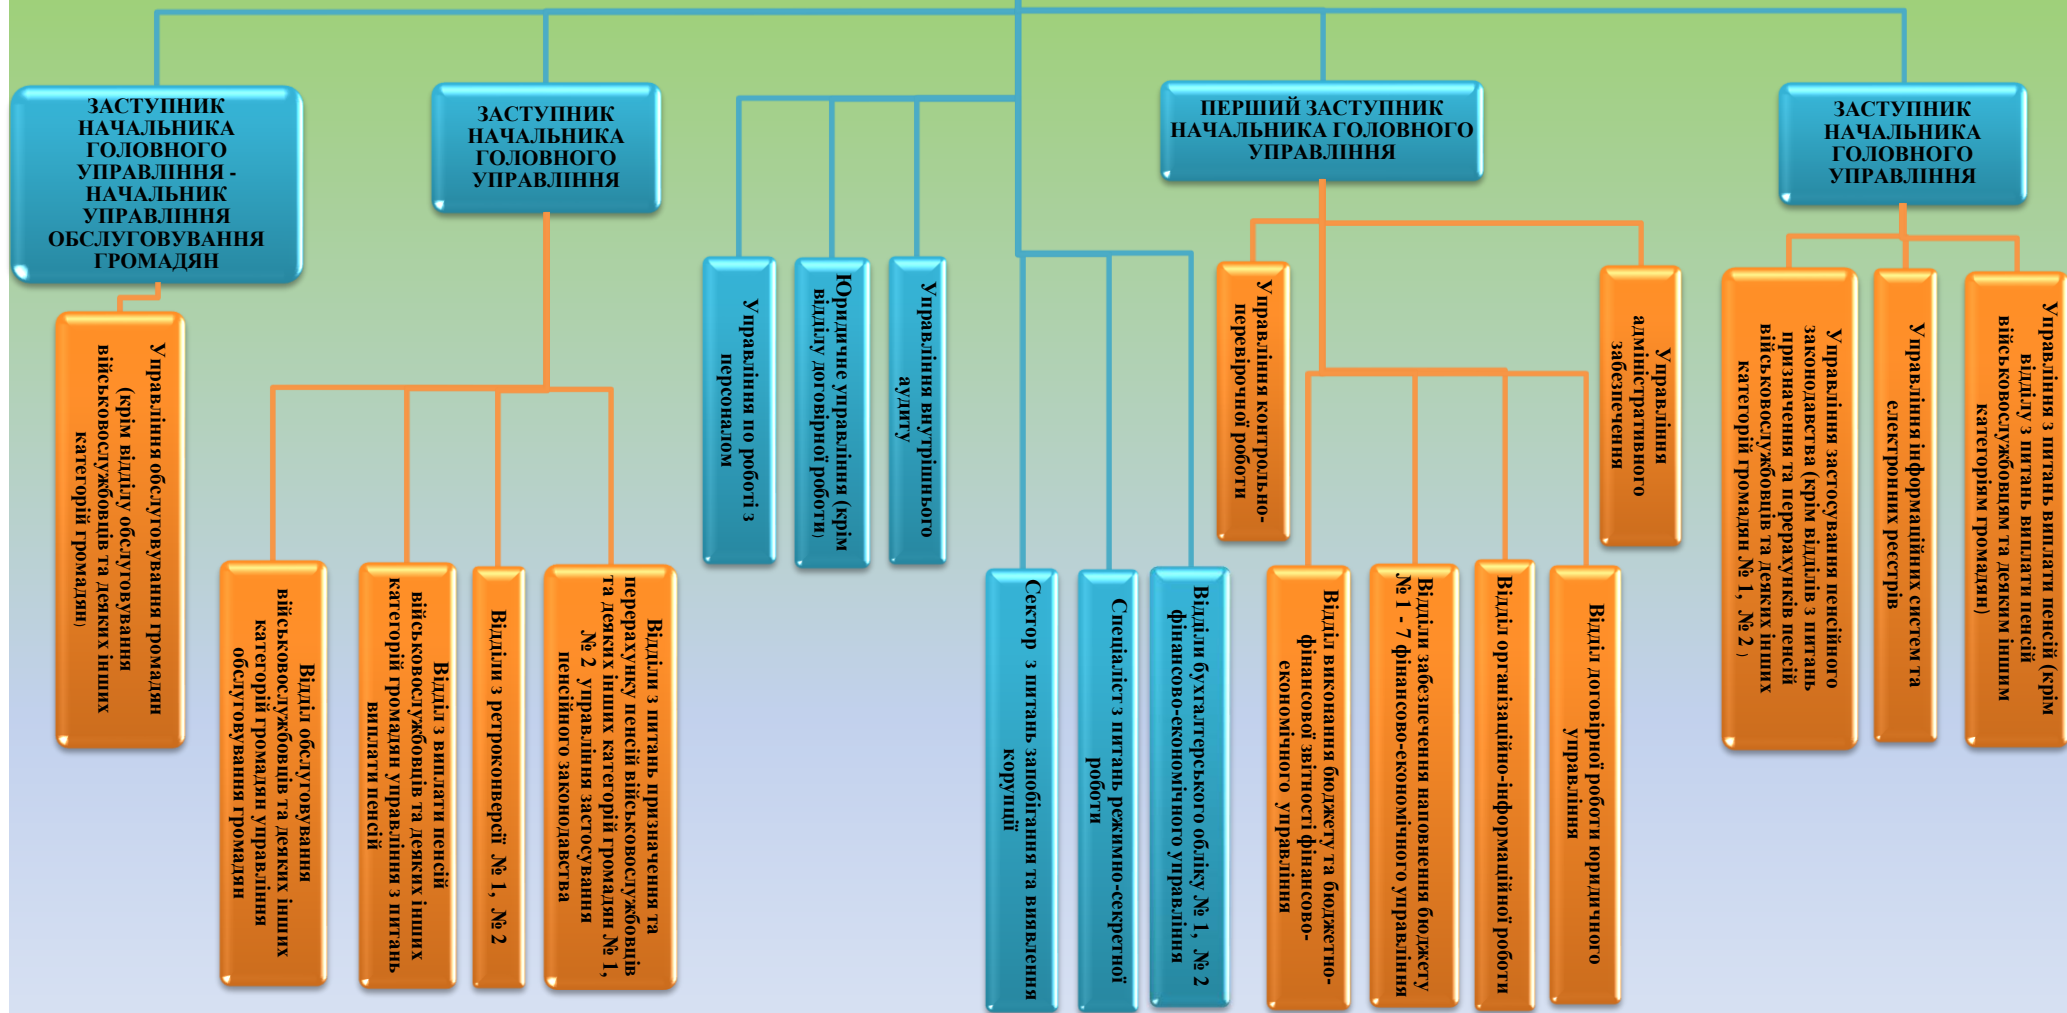 ЗАСТУПНИК
НАЧАЛЬНИКА
ГОЛОВНОГО
УПРАВЛІННЯ -
НАЧАЛЬНИК
УПРАВЛІННЯ
ОБСЛУГОВУВАННЯ
ГРОМАДЯН
ЗАСТУПНИК
НАЧАЛЬНИКА
ГОЛОВНОГО
УПРАВЛІННЯ
ПЕРШИЙ ЗАСТУПНИК
НАЧАЛЬНИКА ГОЛОВНОГО
УПРАВЛІННЯ
ЗАСТУПНИК
НАЧАЛЬНИКА
ГОЛОВНОГО
УПРАВЛІННЯ
Управління обслуговування громадян
(крім відділу обслуговування
військовослужбовців та деяких інших
категорій громадян)
Відділ обслуговування
військовослужбовців та деяких інших
категорій громадян управління
обслуговування громадян
Відділ з виплати пенсій
військовослужбовців та деяких інших
категорій громадян управління з питань
виплати пенсій
Відділи з ретроконверсії № 1, № 2
Відділи з питань призначення та
перерахунку пенсій військовослужбовців
та деяких інших категорій громадян № 1,
№ 2 управління застосування
пенсійного законодавства
Управління по роботі з
персоналом
Юридичне управління (крім
відділу договірної роботи)
Управління внутрішнього
аудиту
Сектор з питань запобігання та виявлення
корупції
Спеціаліст з питань режимно-секретної
роботи
Відділи бухгалтерського обліку № 1, № 2
фінансово-економічного управління
Управління контрольно-
перевірочної роботи
Відділ виконання бюджету та бюджетно-
фінансової звітності фінансово-
економічного управління
Відділи забезпечення наповнення бюджету
№ 1 - 7 фінансово-економічного управління
Відділ організаційно-інформаційної роботи
Відділ договірної роботи юридичного
управління
Управління
адміністративного
забезпечення
Управління застосування пенсійного
законодавства (крім відділів з питань
призначення та перерахунків пенсій
військовослужбовців та деяких інших
категорій громадян № 1, № 2 )
Управління інформаційних систем та
електронних реєстрів
Управління з питань виплати пенсій (крім
відділу з питань виплати пенсій
військовослужбовцям та деяким іншим
категоріям громадян)